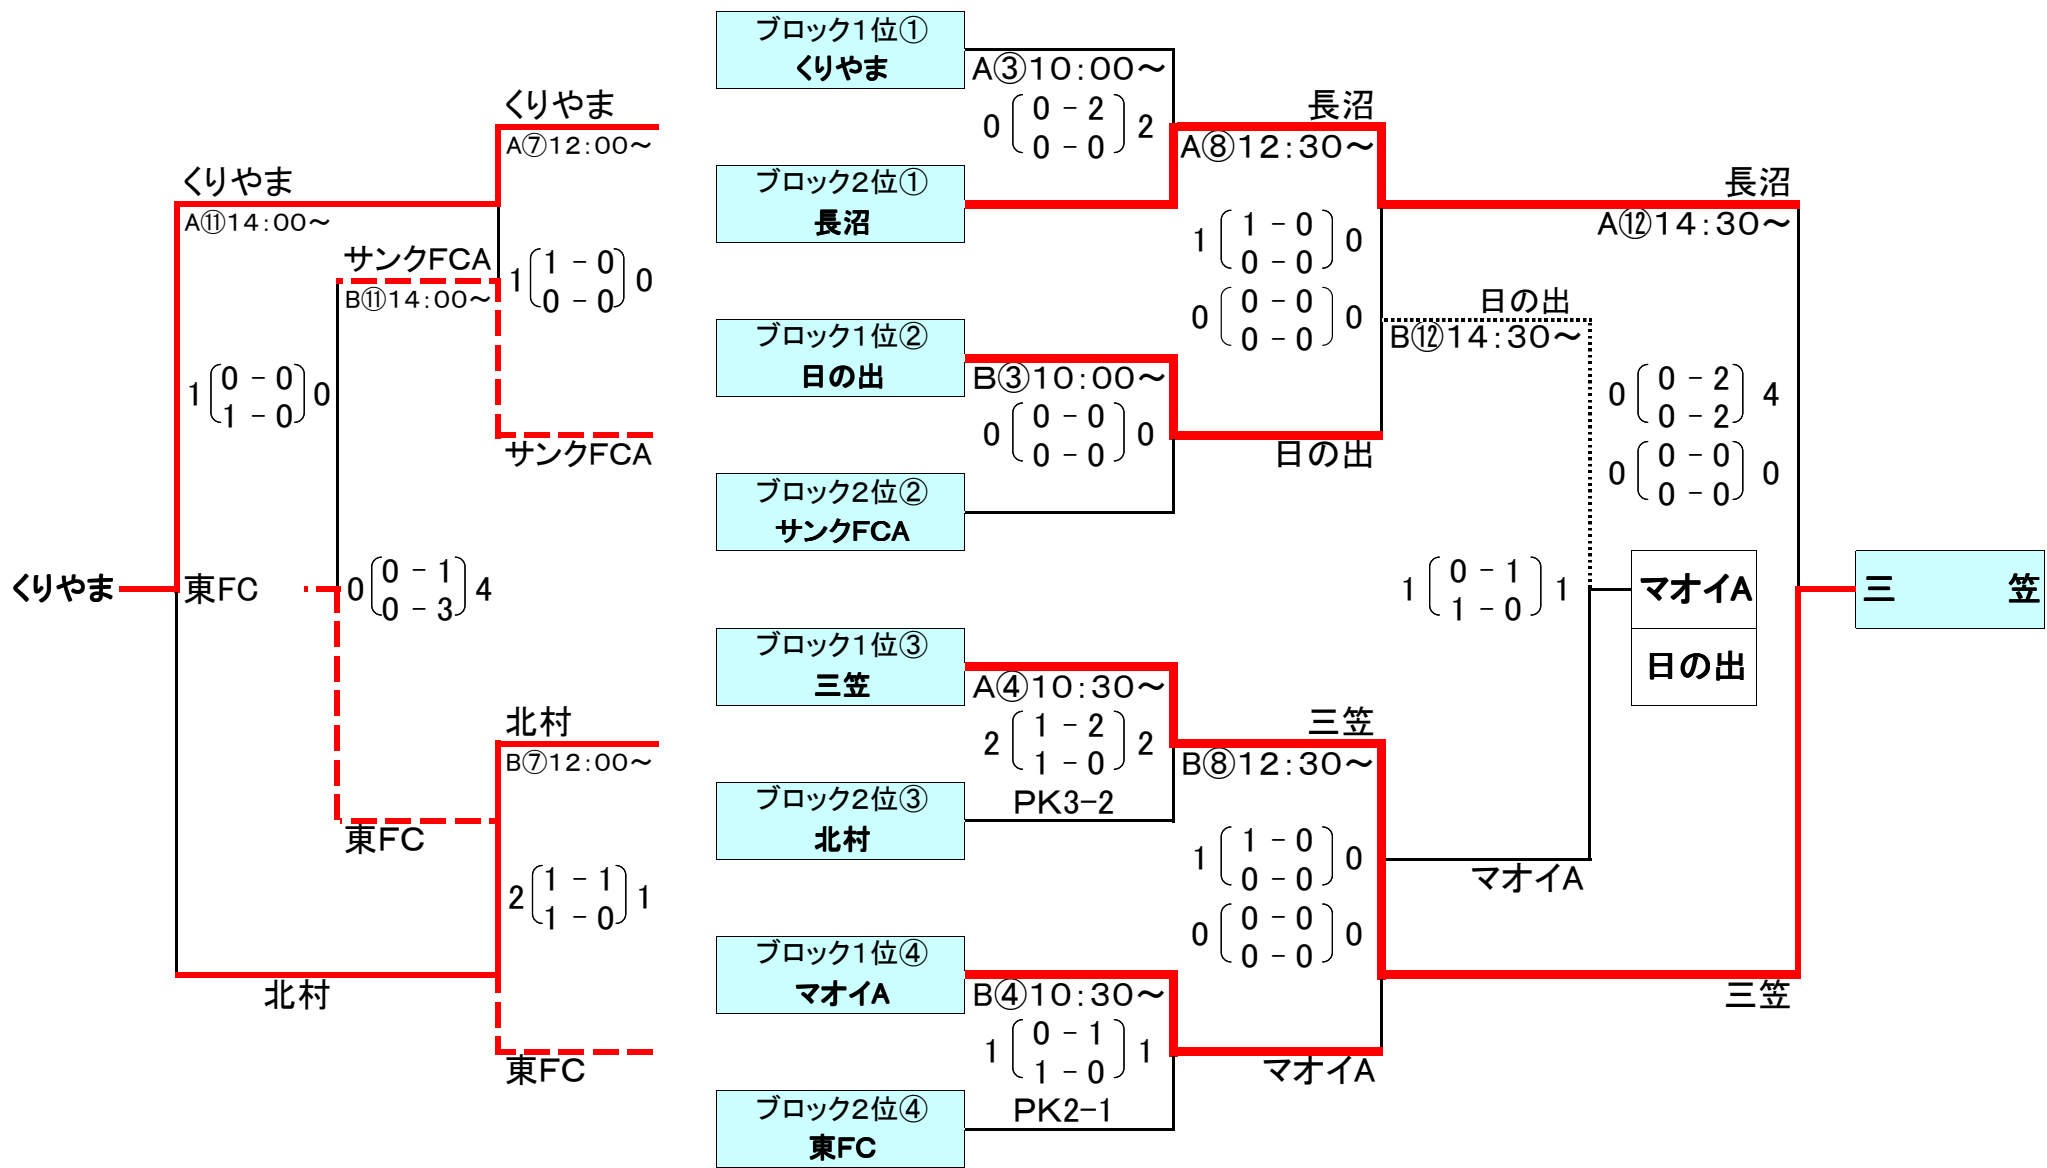 くりやま
A⑦12:00～
くりやま
A⑪14:00～
サンクFCA
B⑪14:00～
1 1 - 0 0
0 - 0
サンクFCA
1 0 - 0 0
1 - 0
くりやま
東FC
0 0 - 1 4
0 - 3
北村
B⑦12:00～
東FC
2 1 - 1 1
1 - 0
北村
東FC
ブロック1位①
くりやま
A③10:00～
0 0 - 2 2
0 - 0
ブロック2位①
長沼
ブロック1位②
日の出
B③10:00～
0 0 - 0 0
0 - 0
ブロック2位②
サンクFCA
ブロック1位③
三笠
A④10:30～
2 1 - 2 2
1 - 0
PK3-2
ブロック2位③
北村
ブロック1位④
マオイA
B④10:30～
1 0 - 1 1
1 - 0
PK2-1
ブロック2位④
東FC
長沼
A⑧12:30～
1 1 - 0 0
0 - 0
0 0 - 0 0
0 - 0
日の出
三笠
B⑧12:30～
1 1 - 0 0
0 - 0
0 0 - 0 0
0 - 0
マオイA
長沼
A⑫14:30～
日の出
B⑫14:30～
0 0 - 2 4
0 - 2
0 0 - 0 0
0 - 0
1 0 - 1 1
1 - 0
マオイA
日の出
マオイA
三笠
三 笠